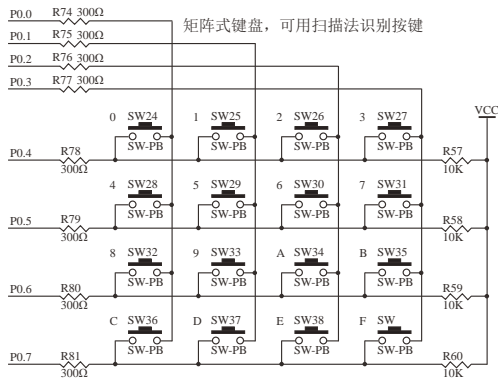 P0.0 R74 300Ω
矩阵式键盘，可用扫描法识别按键
P0.1 R75 300Ω
P0.2 R76 300Ω
P0.3 R77 300Ω
VCC
0 SW24 1 SW25 2 SW26 3 SW27
P0.4 R78 SW-PB SW-PB SW-PB SW-PB R57
300Ω 10K
4 SW28 5 SW29 6 SW30 7 SW31
P0.5 R79 SW-PB SW-PB SW-PB SW-PB R58
300Ω 10K
8 SW32 9 SW33 A SW34 B SW35
P0.6 R80 SW-PB SW-PB SW-PB SW-PB R59
300Ω 10K
C SW36 D SW37 E SW38 F SW
P0.7 R81 SW-PB SW-PB SW-PB SW-PB R60
300Ω 10K